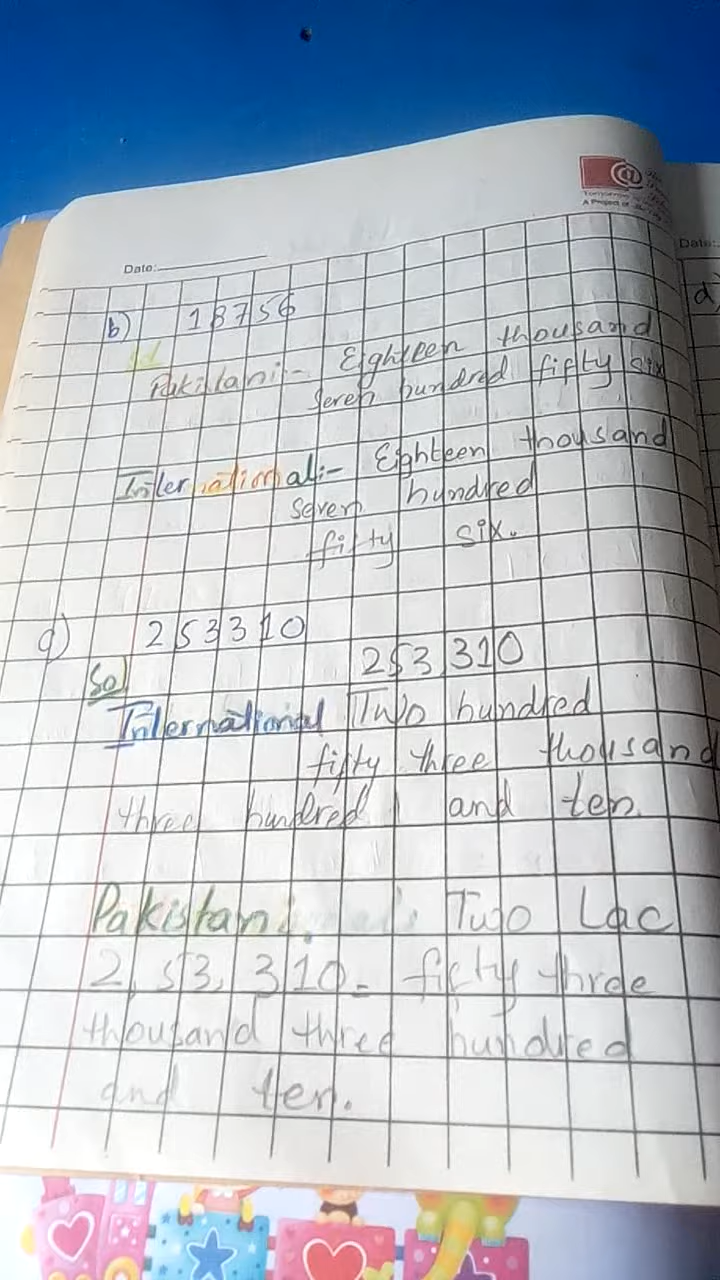 Date:
Date:
b) 18756
d)
Sol
Pakistani:- Eighteen thousand
seven hundred fifty six
International:- Eighteen thousand
seven hundred
fifty six.
c) 253310
Sol 253,310
International Two hundred
fifty three thousand
three hundred and ten.
Pakistani: Two Lac
2,53,310- fifty three
thousand three hundred
and ten.